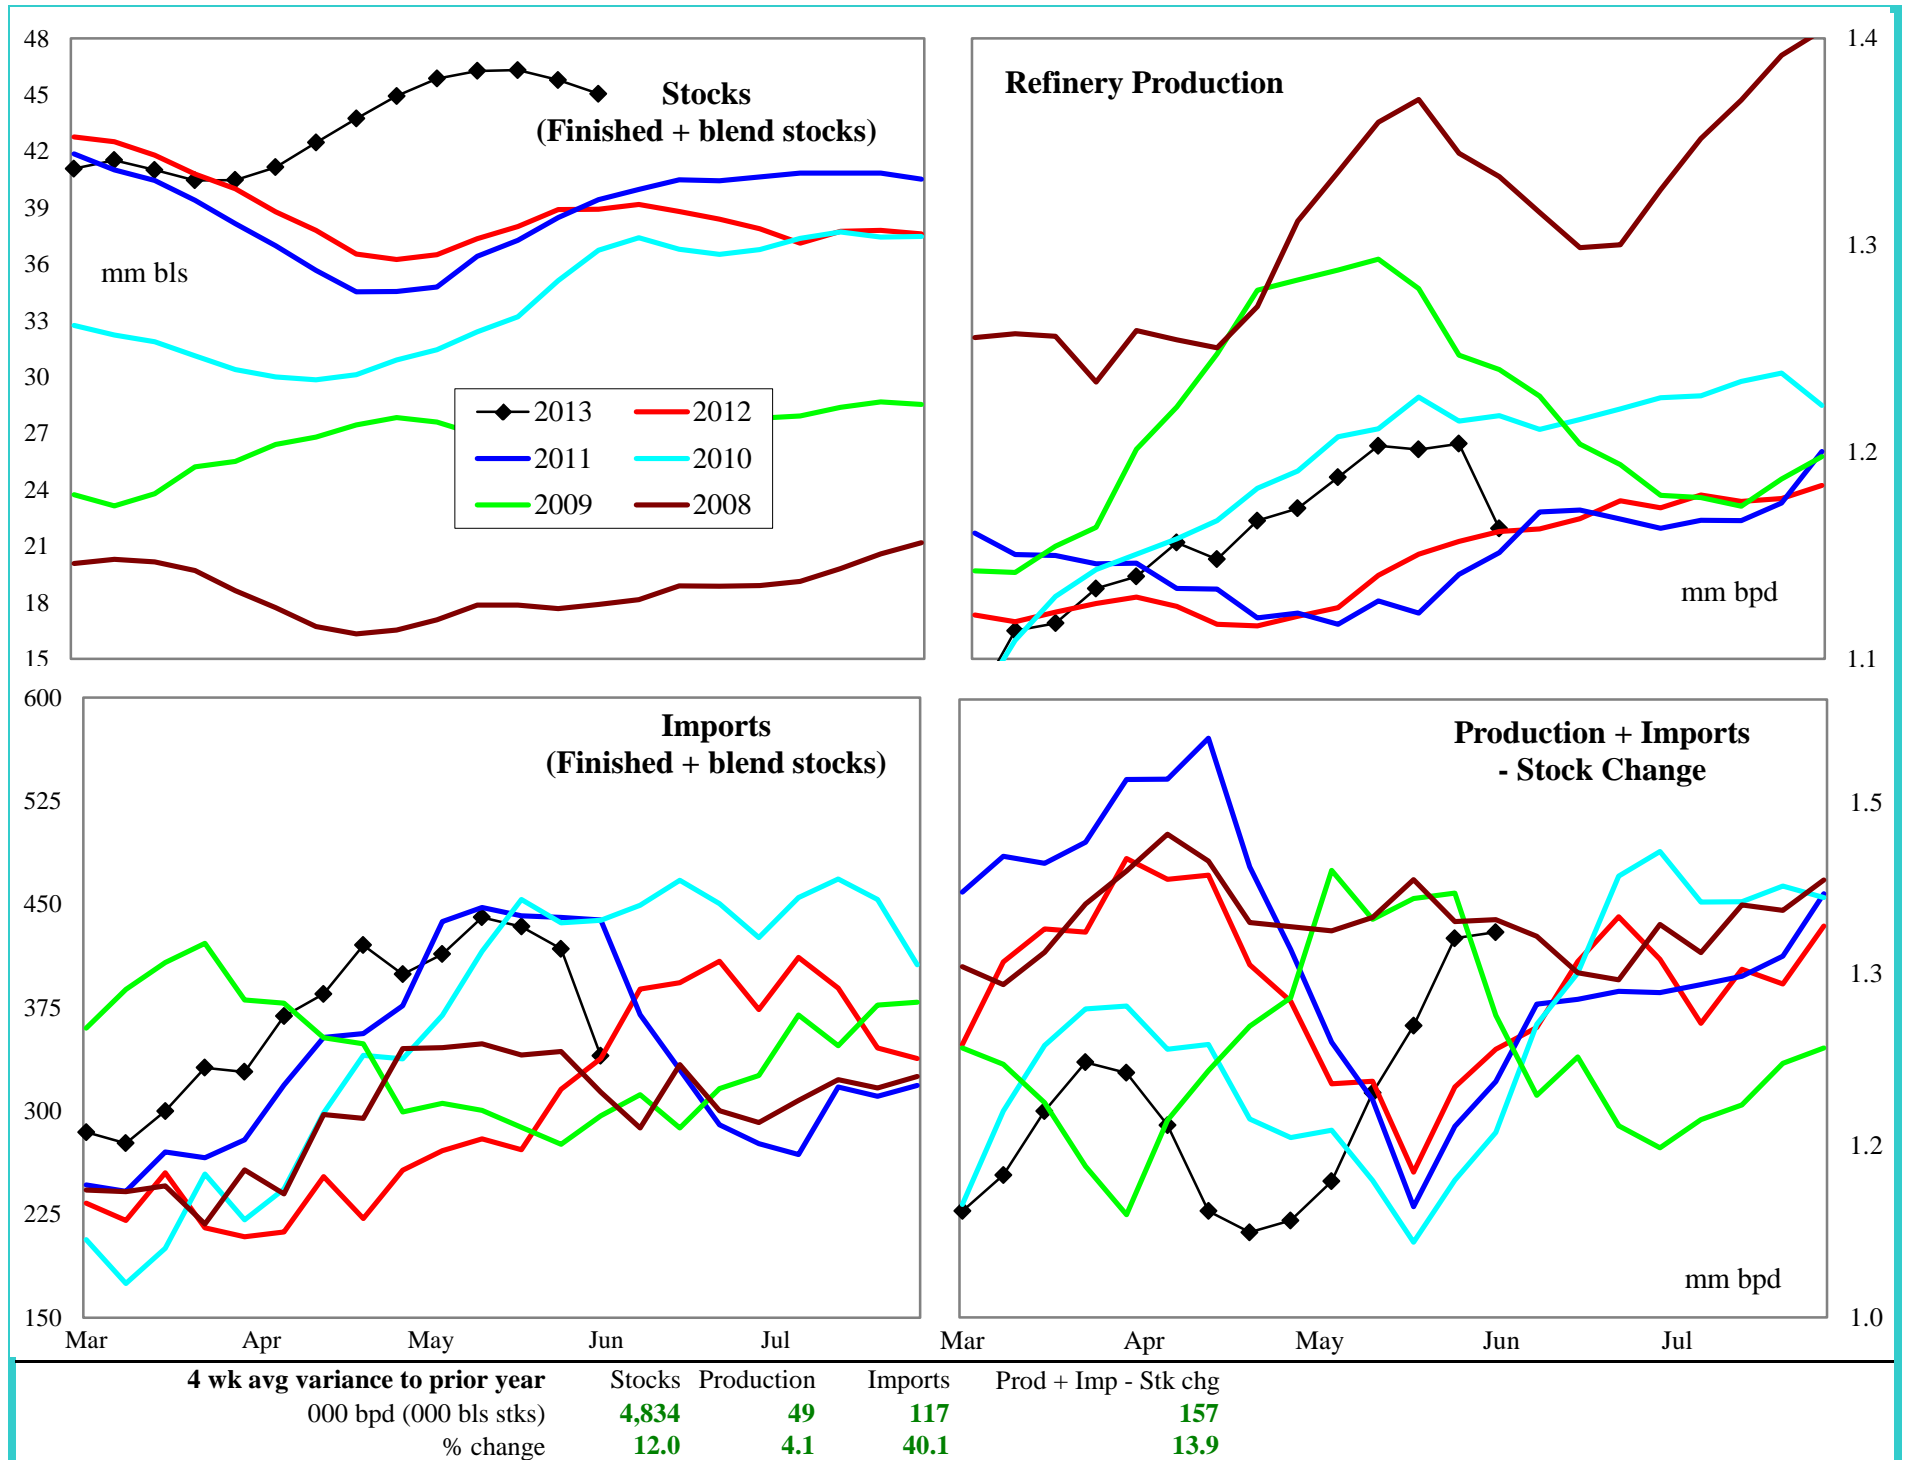 48
45
42
39
36
33
30
27
24
21
18
15
Stocks
(Finished + blend stocks)
mm bls
2013
2012
2011
2010
2009
2008
Refinery Production
mm bpd
1.4
1.3
1.2
1.1
600
525
450
375
300
225
150
Imports
(Finished + blend stocks)
Mar Apr May Jun Jul
Production + Imports
- Stock Change
mm bpd
1.5
1.3
1.2
1.0
Mar Apr May Jun Jul
4 wk avg variance to prior year Stocks Production Imports Prod + Imp - Stk chg
000 bpd (000 bls stks) 4,834 49 117 157
% change 12.0 4.1 40.1 13.9